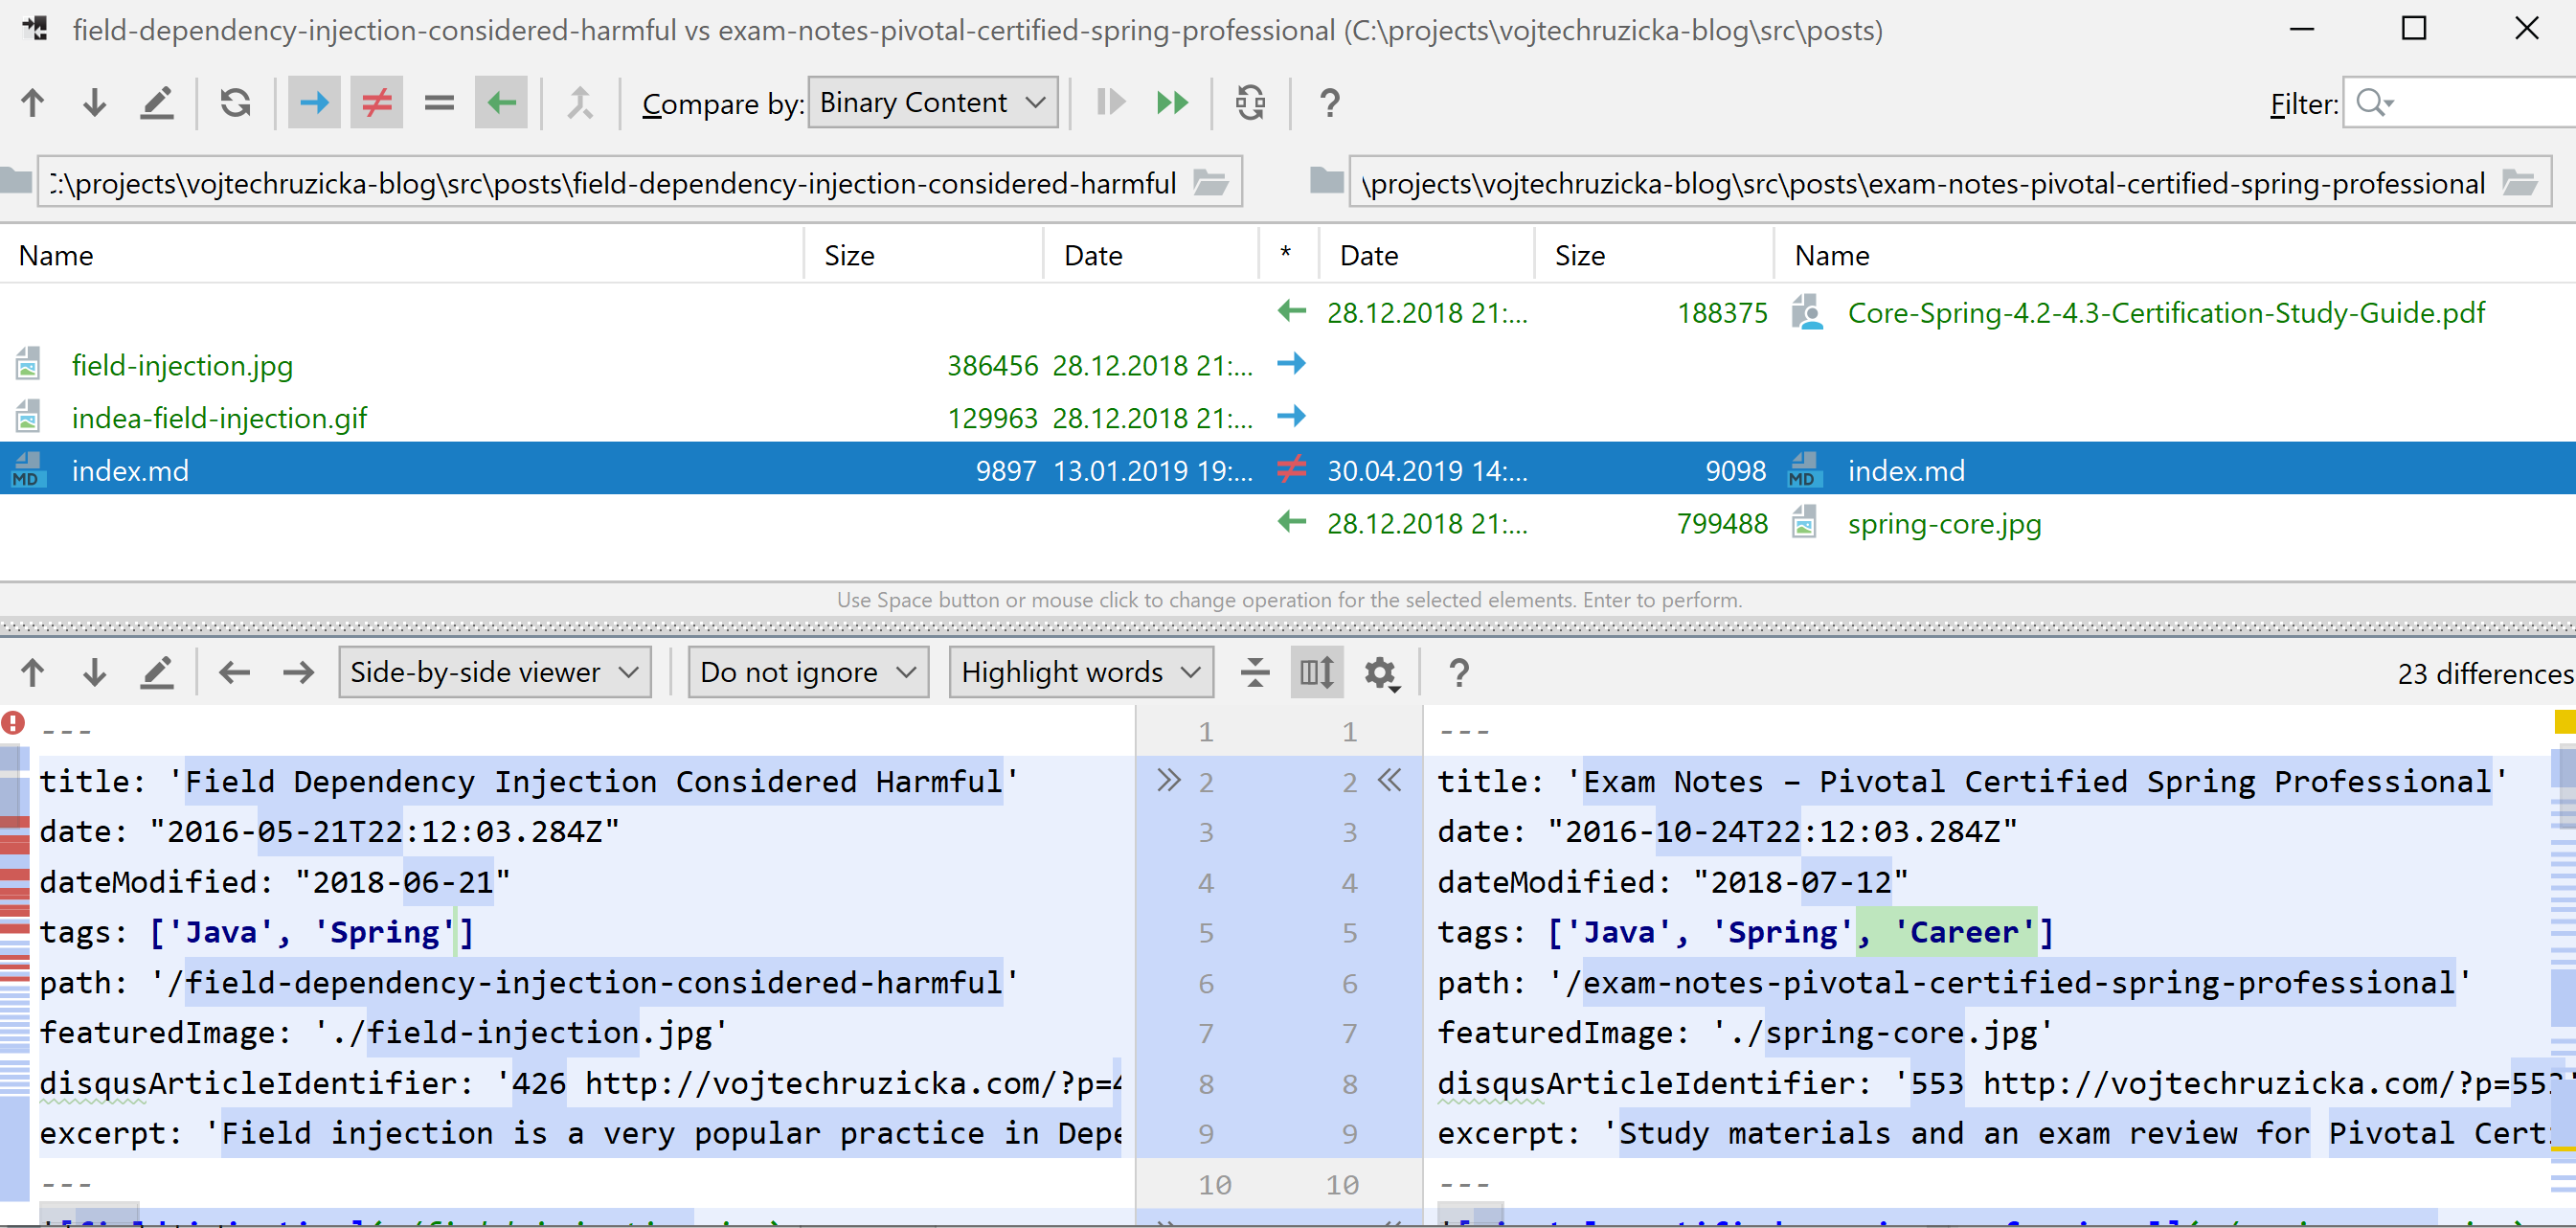 field-dependency-injection-considered-harmful vs exam-notes-pivotal-certified-spring-professional (C:\projects\vojtechruzicka-blog\src\posts)
Compare by: Binary Content Filter:
:\projects\vojtechruzicka-blog\src\posts\field-dependency-injection-considered-harmful \projects\vojtechruzicka-blog\src\posts\exam-notes-pivotal-certified-spring-professional
Name Size Date * Date Size Name
28.12.2018 21:... 188375 Core-Spring-4.2-4.3-Certification-Study-Guide.pdf
field-injection.jpg 386456 28.12.2018 21:...
indea-field-injection.gif 129963 28.12.2018 21:...
MD index.md 9897 13.01.2019 19:... ≠ 30.04.2019 14:... 9098 MD index.md
28.12.2018 21:... 799488 spring-core.jpg
Use Space button or mouse click to change operation for the selected elements. Enter to perform.
Side-by-side viewer Do not ignore Highlight words ? 23 differences
--- 1 1 ---
title: 'Field Dependency Injection Considered Harmful' 2 2 title: 'Exam Notes – Pivotal Certified Spring Professional'
date: "2016-05-21T22:12:03.284Z" 3 3 date: "2016-10-24T22:12:03.284Z"
dateModified: "2018-06-21" 4 4 dateModified: "2018-07-12"
tags: ['Java', 'Spring'] 5 5 tags: ['Java', 'Spring', 'Career']
path: '/field-dependency-injection-considered-harmful' 6 6 path: '/exam-notes-pivotal-certified-spring-professional'
featuredImage: './field-injection.jpg' 7 7 featuredImage: './spring-core.jpg'
disqusArticleIdentifier: '426 http://vojtechruzicka.com/?p=4 8 8 disqusArticleIdentifier: '553 http://vojtechruzicka.com/?p=553'
excerpt: 'Field injection is a very popular practice in Depe 9 9 excerpt: 'Study materials and an exam review for Pivotal Cert
--- 10 10 ---